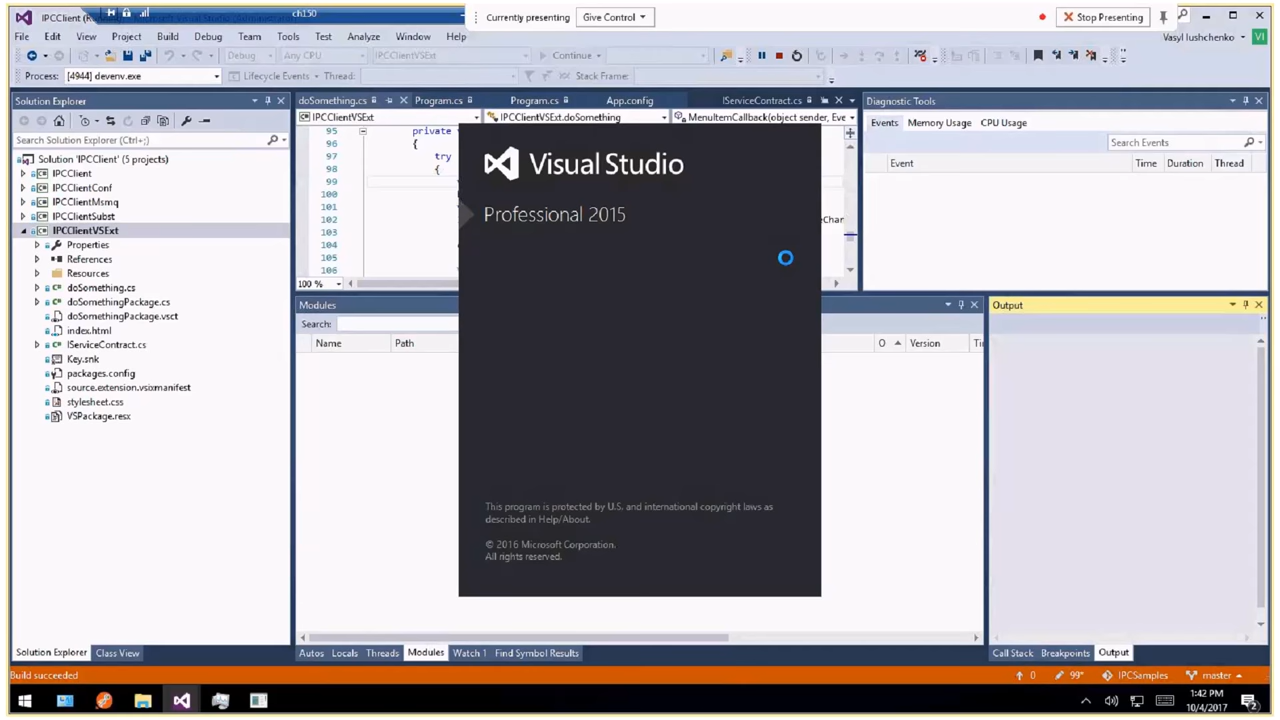 IPCClient
ch150
Currently presenting
Give Control
Stop Presenting
File Edit View Project Build Debug Team Tools Test Analyze Window Help
Vasyl Iushchenko
VI
Debug Any CPU IPCClientVSExt Continue
Process: [4944] devenv.exe Lifecycle Events Thread: Stack Frame:
Solution Explorer
Search Solution Explorer (Ctrl+;)
Solution 'IPCClient' (5 projects)
IPCClient
IPCClientConf
IPCClientMsmq
IPCClientSubst
IPCClientVSExt
Properties
References
Resources
doSomething.cs
doSomethingPackage.cs
doSomethingPackage.vsct
index.html
IServiceContract.cs
Key.snk
packages.config
source.extension.vsixmanifest
stylesheet.css
VSPackage.resx
Solution Explorer Class View
doSomething.cs Program.cs Program.cs App.config IServiceContract.cs
IPCClientVSExt IPCClientVSExt.doSomething MenuItemCallback(object sender, Eve
95 private
96 {
97 try
98 {
99
100
101
102
103
104
105
106
100 %
Visual Studio
Professional 2015
This program is protected by U.S. and international copyright laws as
described in Help/About.
© 2016 Microsoft Corporation.
All rights reserved.
Modules
Search:
Name Path O Version
Autos Locals Threads Modules Watch 1 Find Symbol Results
Diagnostic Tools
Events Memory Usage CPU Usage
Search Events
Event Time Duration Thread
Output
Call Stack Breakpoints Output
Build succeeded
0 99+ IPCSamples master
1:42 PM
10/4/2017
2